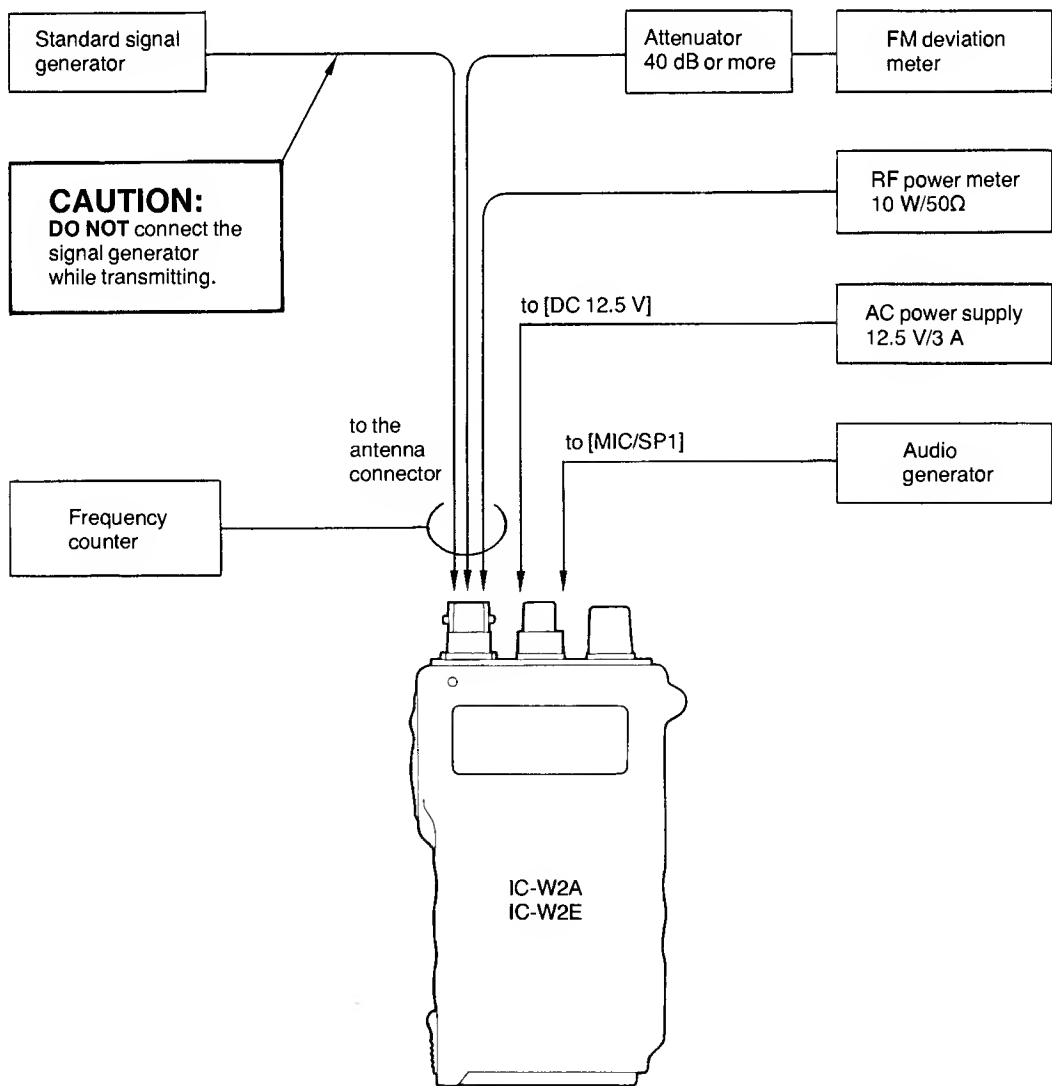 Standard signal
generator
Attenuator
40 dB or more
FM deviation
meter
CAUTION:
DO NOT connect the
signal generator
while transmitting.
RF power meter
10 W/50Ω
to [DC 12.5 V]
AC power supply
12.5 V/3 A
to the
antenna
connector
to [MIC/SP1]
Audio
generator
Frequency
counter
IC-W2A
IC-W2E